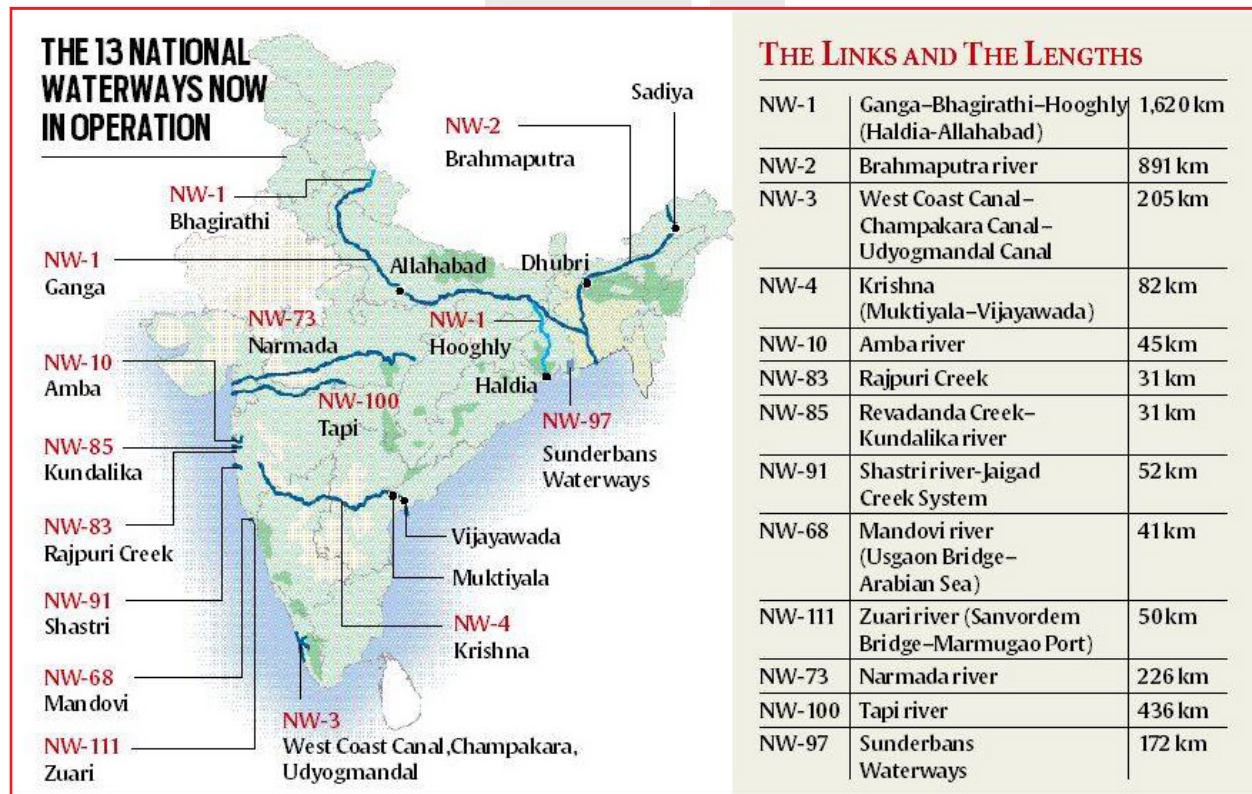 THE 13 NATIONAL
WATERWAYS NOW
IN OPERATION
Sadiya
NW-2
Brahmaputra
NW-1
Bhagirathi
NW-1
Ganga
Allahabad
Dhubri
NW-73
Narmada
NW-1
Hooghly
NW-10
Amba
Haldia
NW-100
Tapi
NW-97
Sunderbans
Waterways
NW-85
Kundalika
NW-83
Rajpuri Creek
Vijayawada
Muktiyala
NW-91
Shastri
NW-4
Krishna
NW-68
Mandovi
NW-3
West Coast Canal,Champakara,
Udyogmandal
NW-111
Zuari
THE LINKS AND THE LENGTHS
NW-1 Ganga–Bhagirathi–Hooghly 1,620 km
(Haldia-Allahabad)
NW-2 Brahmaputra river 891 km
NW-3 West Coast Canal– 205 km
Champakara Canal–
Udyogmandal Canal
NW-4 Krishna 82 km
(Muktiyala–Vijayawada)
NW-10 Amba river 45 km
NW-83 Rajpuri Creek 31 km
NW-85 Revadanda Creek– 31 km
Kundalika river
NW-91 Shastri river-Jaigad 52 km
Creek System
NW-68 Mandovi river 41 km
(Usgaon Bridge–
Arabian Sea)
NW-111 Zuari river (Sanvordem 50 km
Bridge–Marmugao Port)
NW-73 Narmada river 226 km
NW-100 Tapi river 436 km
NW-97 Sunderbans 172 km
Waterways